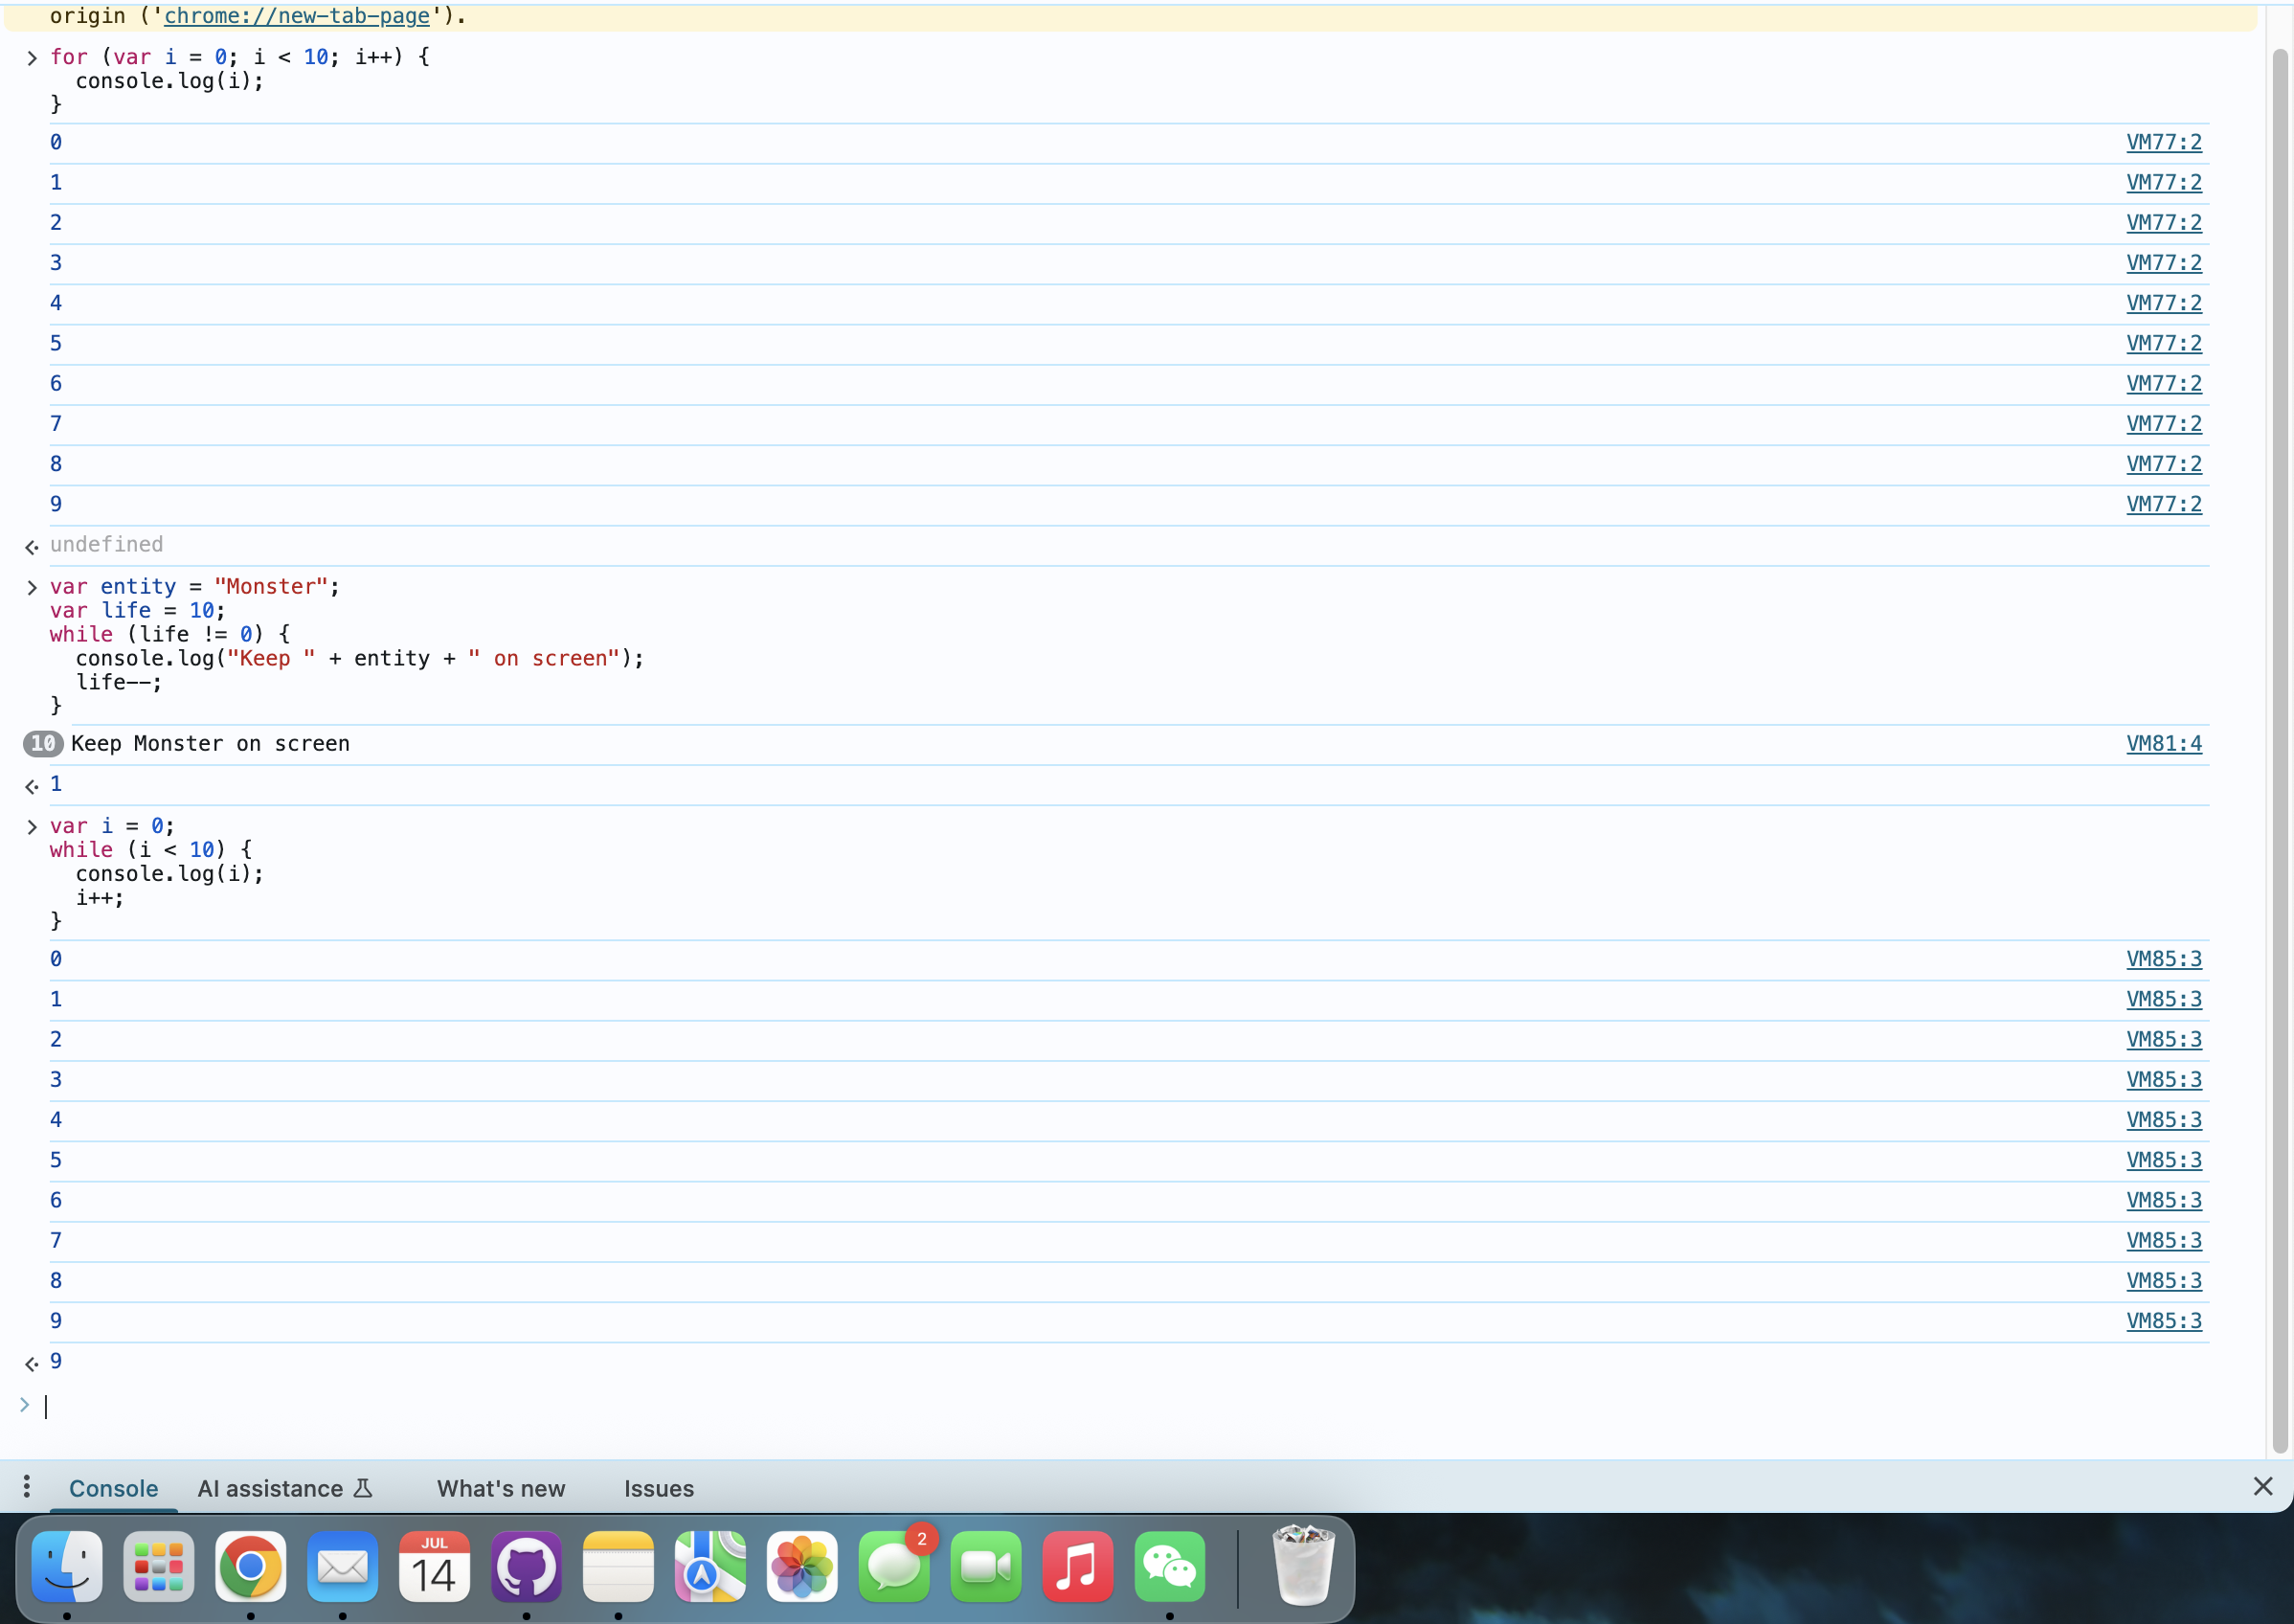 origin ('chrome://new-tab-page').
for (var i = 0; i < 10; i++) {
  console.log(i);
}
0 VM77:2
1 VM77:2
2 VM77:2
3 VM77:2
4 VM77:2
5 VM77:2
6 VM77:2
7 VM77:2
8 VM77:2
9 VM77:2
undefined
var entity = "Monster";
var life = 10;
while (life != 0) {
  console.log("Keep " + entity + " on screen");
  life--;
}
10 Keep Monster on screen VM81:4
1
var i = 0;
while (i < 10) {
  console.log(i);
  i++;
}
0 VM85:3
1 VM85:3
2 VM85:3
3 VM85:3
4 VM85:3
5 VM85:3
6 VM85:3
7 VM85:3
8 VM85:3
9 VM85:3
9
Console AI assistance What's new Issues
JUL
14
2